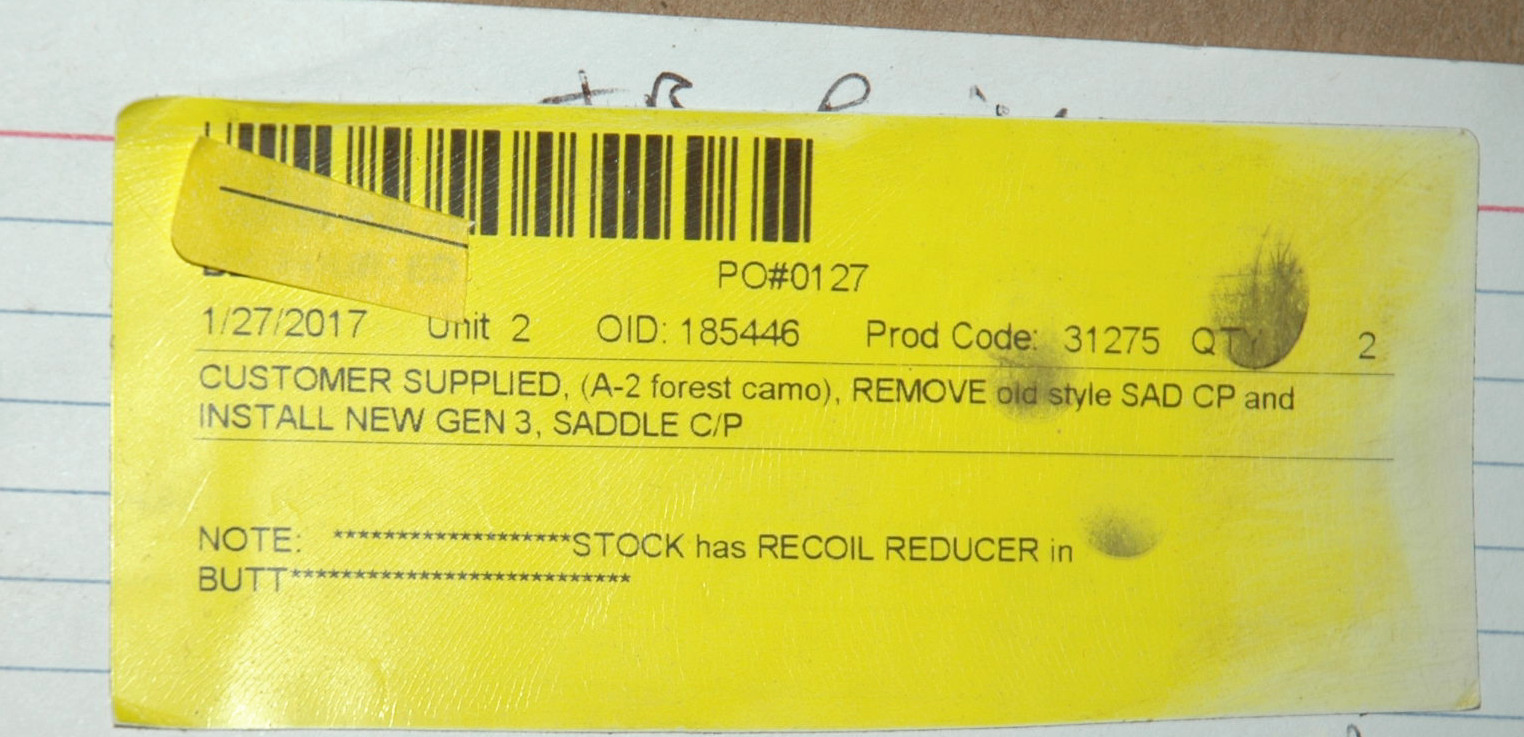 PO#0127
1/27/2017 Unit 2 OID: 185446 Prod Code: 31275 QTY 2
CUSTOMER SUPPLIED, (A-2 forest camo), REMOVE old style SAD CP and
INSTALL NEW GEN 3, SADDLE C/P
NOTE: *******************STOCK has RECOIL REDUCER in
BUTT***************************